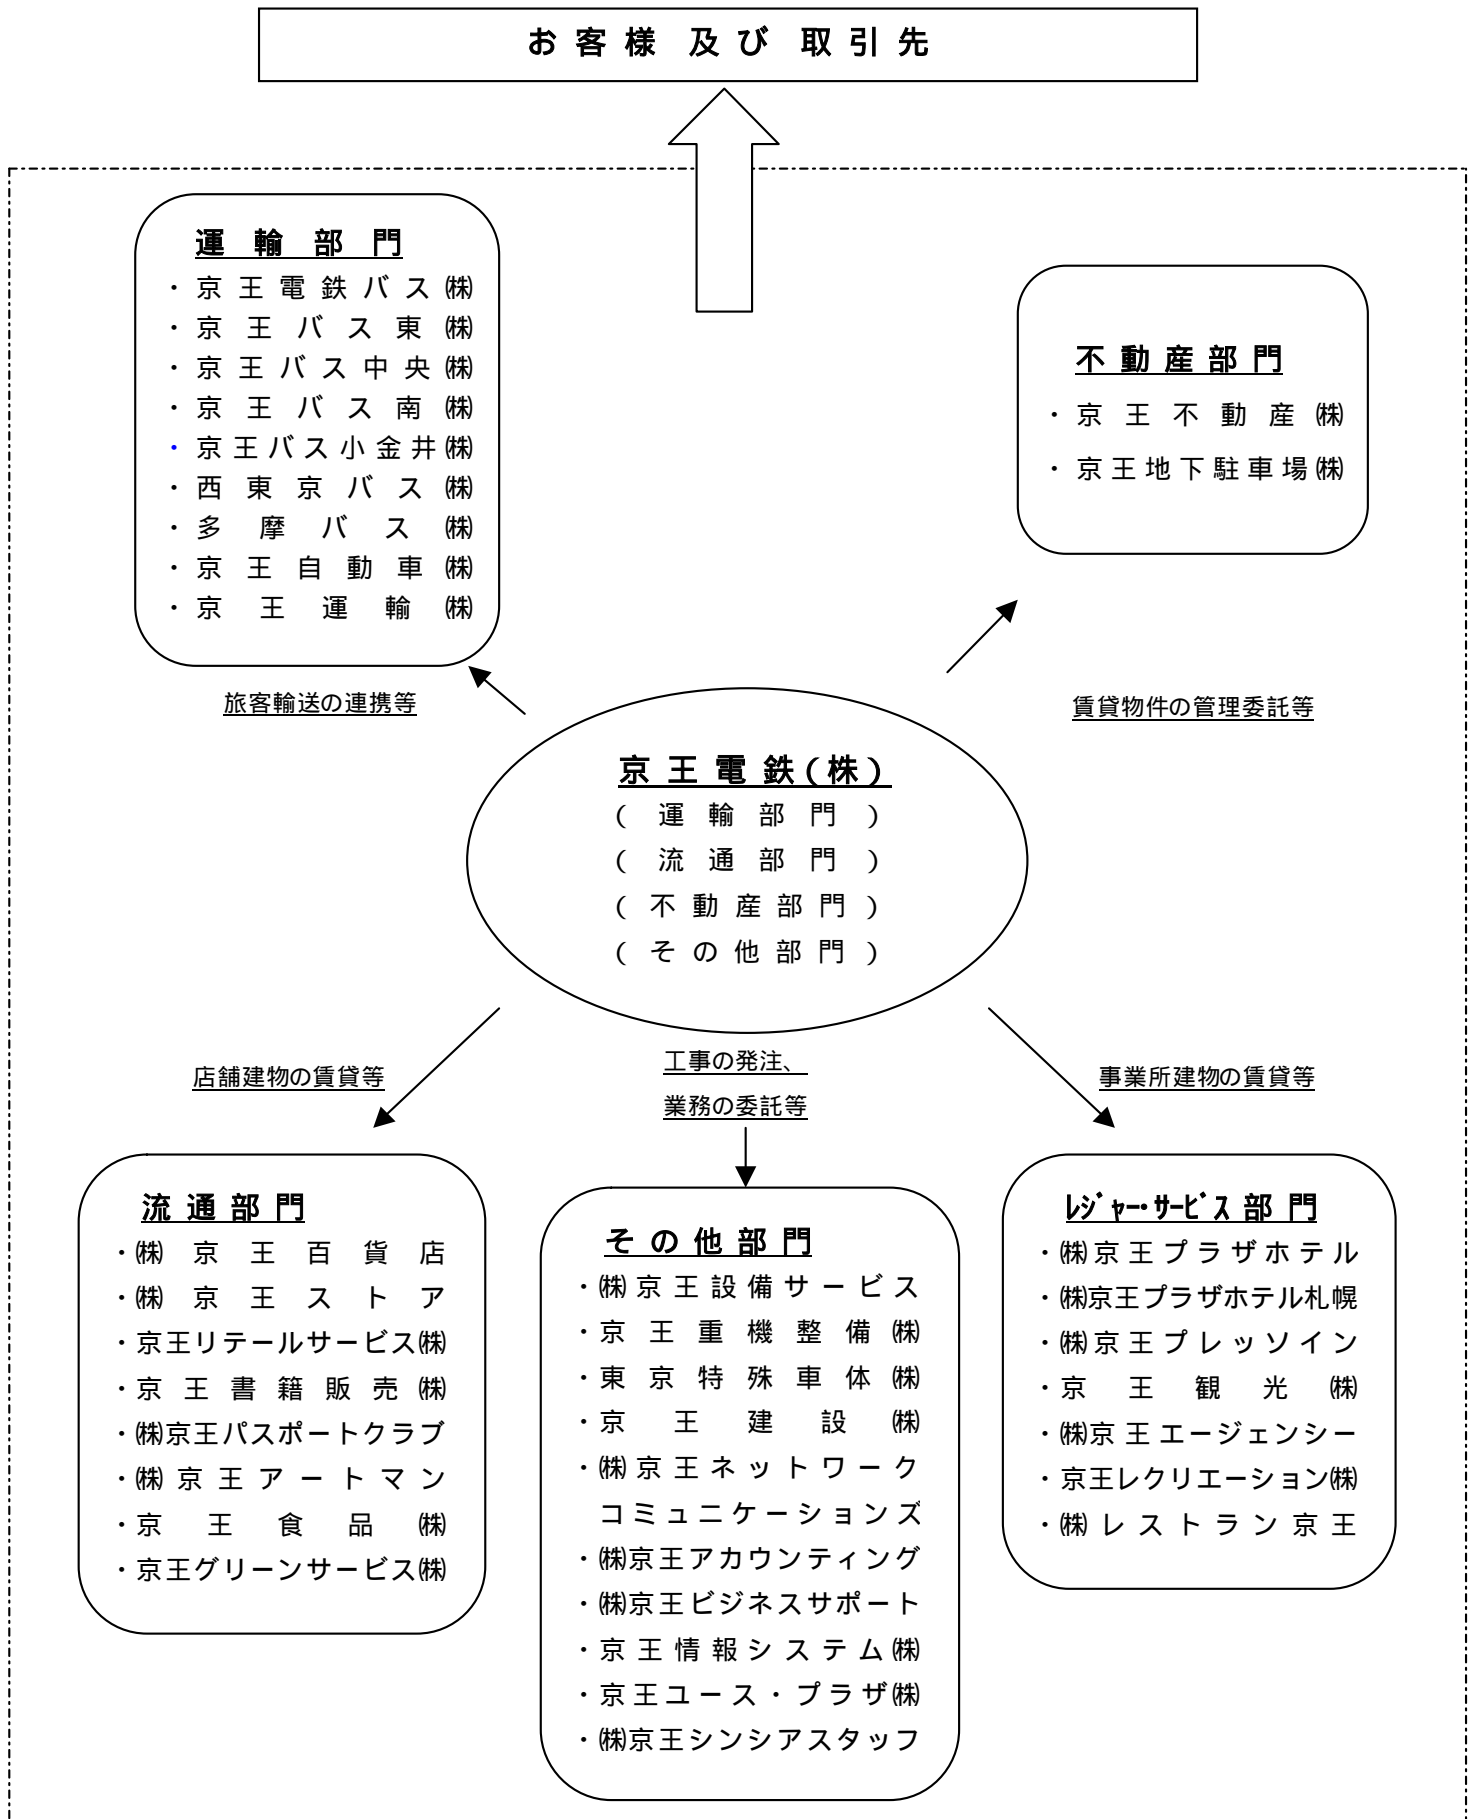 お客様 及び 取引先
運輸部門
・京王電鉄バス㈱
・京王バス東㈱
・京王バス中央㈱
・京王バス南㈱
・京王バス小金井㈱
・西東京バス㈱
・多摩バス㈱
・京王自動車㈱
・京王運輸㈱
不動産部門
・京王不動産㈱
・京王地下駐車場㈱
旅客輸送の連携等
賃貸物件の管理委託等
京王電鉄(株)
(運輸部門)
(流通部門)
(不動産部門)
(その他部門)
店舗建物の賃貸等
工事の発注、
業務の委託等
事業所建物の賃貸等
流通部門
・㈱京王百貨店
・㈱京王ストア
・京王リテールサービス㈱
・京王書籍販売㈱
・㈱京王パスポートクラブ
・㈱京王アートマン
・京王食品㈱
・京王グリーンサービス㈱
その他部門
・㈱京王設備サービス
・京王重機整備㈱
・東京特殊車体㈱
・京王建設㈱
・㈱京王ネットワーク
コミュニケーションズ
・㈱京王アカウンティング
・㈱京王ビジネスサポート
・京王情報システム㈱
・京王ユース・プラザ㈱
・㈱京王シンシアスタッフ
ﾚｼﾞｬｰ･ｻｰﾋﾞｽ部門
・㈱京王プラザホテル
・㈱京王プラザホテル札幌
・㈱京王プレッソイン
・京王観光㈱
・㈱京王エージェンシー
・京王レクリエーション㈱
・㈱レストラン京王